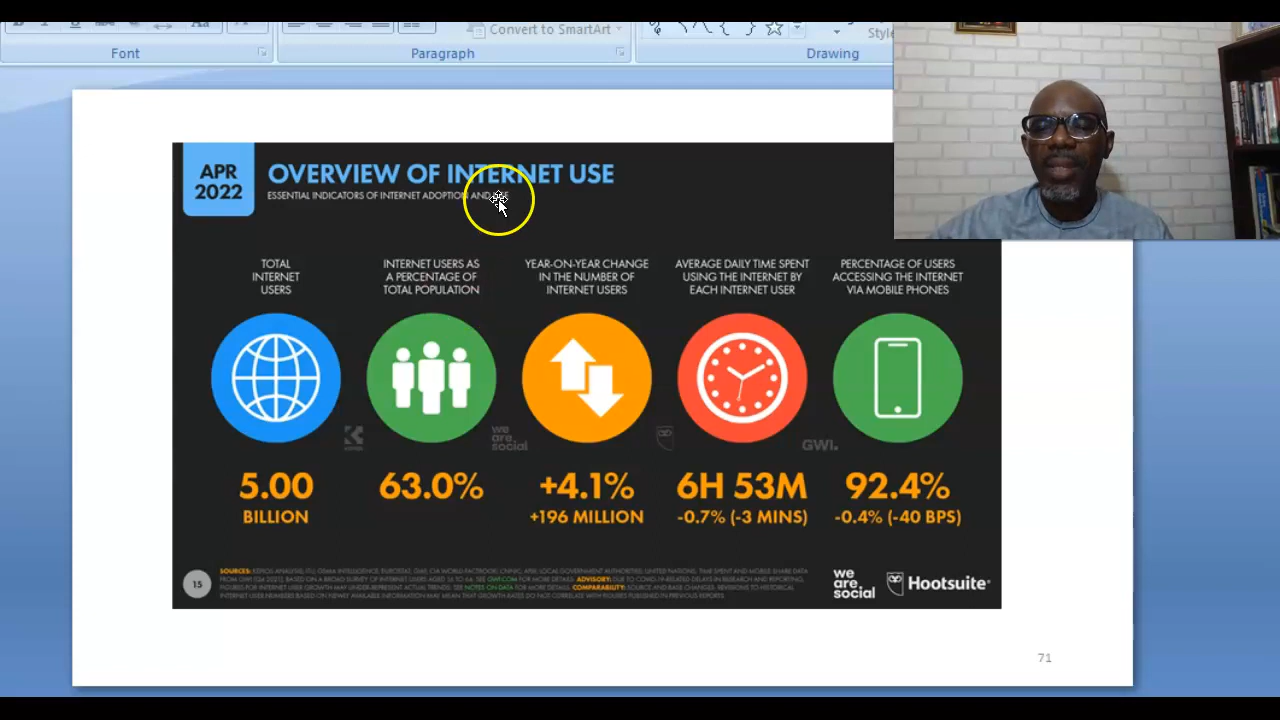 Aa
Convert to SmartArt
Font
Paragraph
Drawing
APR
2022
OVERVIEW OF INTERNET USE
ESSENTIAL INDICATORS OF INTERNET ADOPTION AND USE
TOTAL
INTERNET
USERS
INTERNET USERS AS
A PERCENTAGE OF
TOTAL POPULATION
YEAR-ON-YEAR CHANGE
IN THE NUMBER OF
INTERNET USERS
AVERAGE DAILY TIME SPENT
USING THE INTERNET BY
EACH INTERNET USER
PERCENTAGE OF USERS
ACCESSING THE INTERNET
VIA MOBILE PHONES
we
are
social
GWI.
5.00
BILLION
63.0%
+4.1%
+196 MILLION
6H 53M
-0.7% (-3 MINS)
92.4%
-0.4% (-40 BPS)
15
SOURCES:
ADVISORY:
COMPARABILITY:
we
are
social
Hootsuite
71